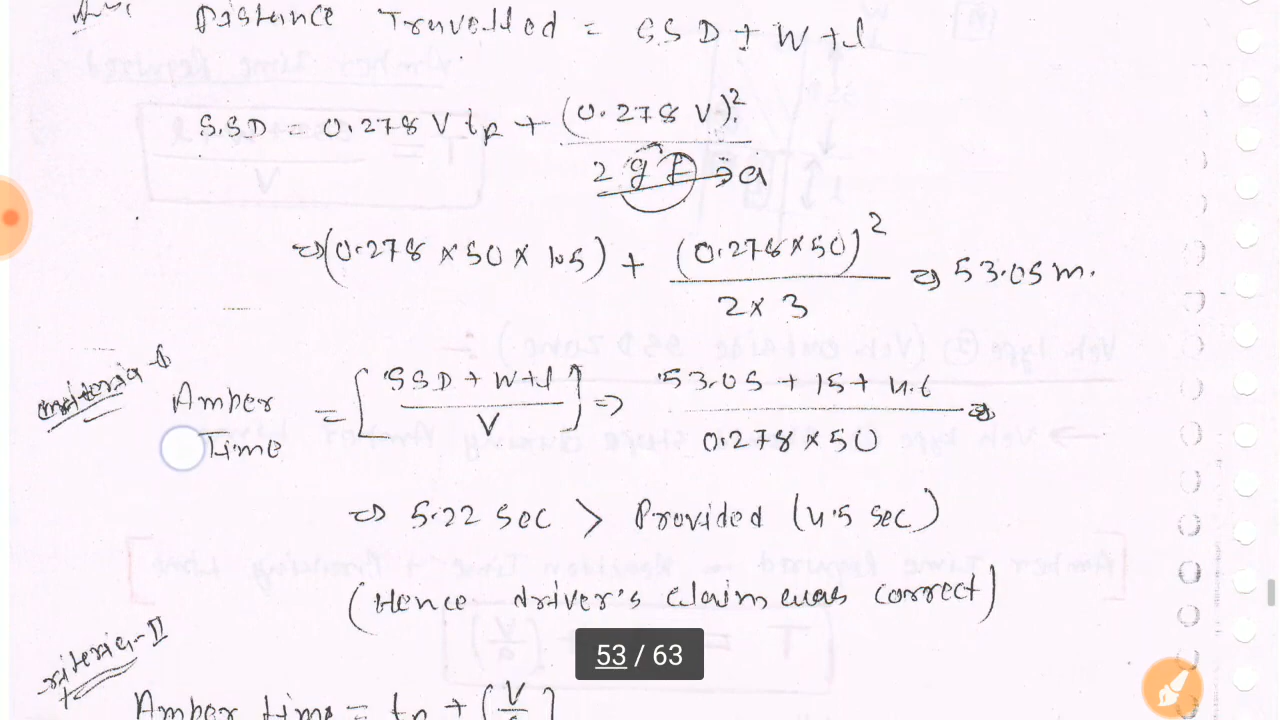 Ans: Distance Travelled = SSD + W + l
S.SD = 0.278 V tR + (0.278 V)²
2 g f → a
⇒ (0.278 × 50 × 1.5) + (0.278×50)² / 2 × 3 ⇒ 53.05 m.
Amber Time = [SSD + W + l / V] ⇒ 53.05 + 15 + 4.6 / 0.278 × 50 ⇒
⇒ 5.22 sec > Provided (4.5 sec)
(Hence driver's claim was correct)
53 / 63
criteria-II
Amber time = tR + (V